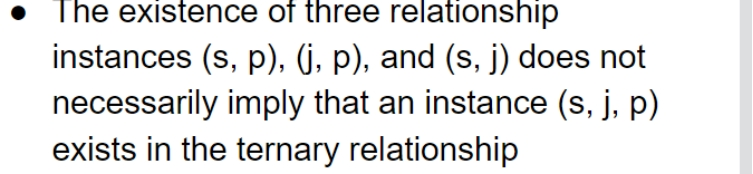 • The existence of three relationship
instances (s, p), (j, p), and (s, j) does not
necessarily imply that an instance (s, j, p)
exists in the ternary relationship